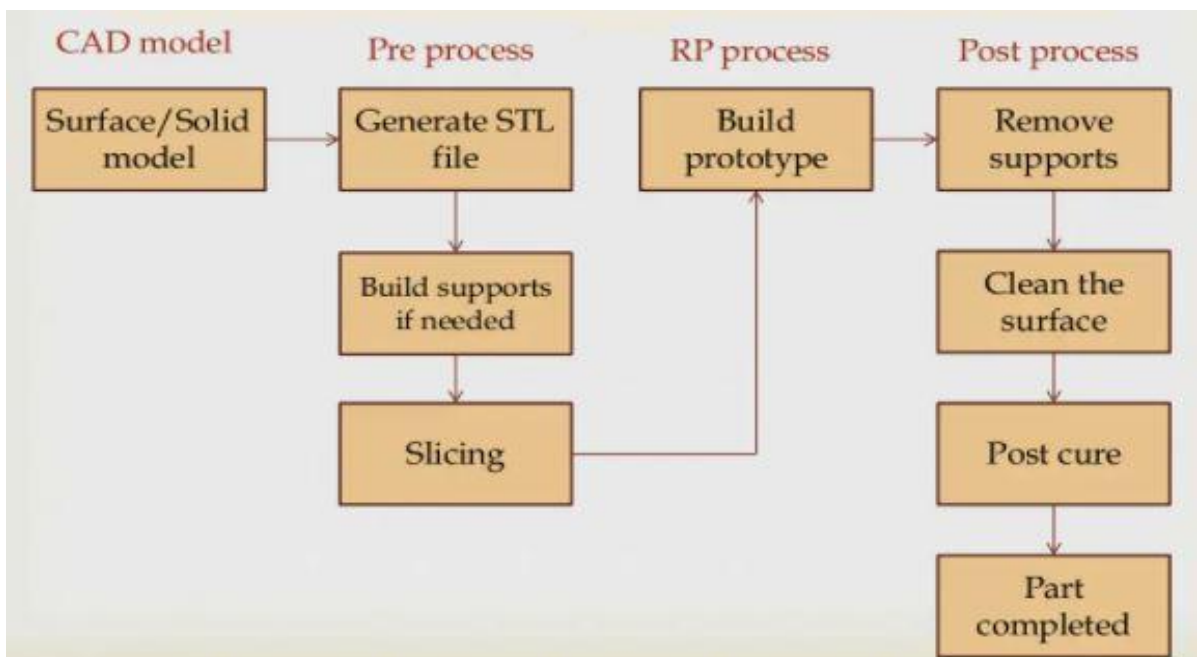 CAD model
Surface/Solid
model
Pre process
Generate STL
file
Build supports
if needed
Slicing
RP process
Build
prototype
Post process
Remove
supports
Clean the
surface
Post cure
Part
completed